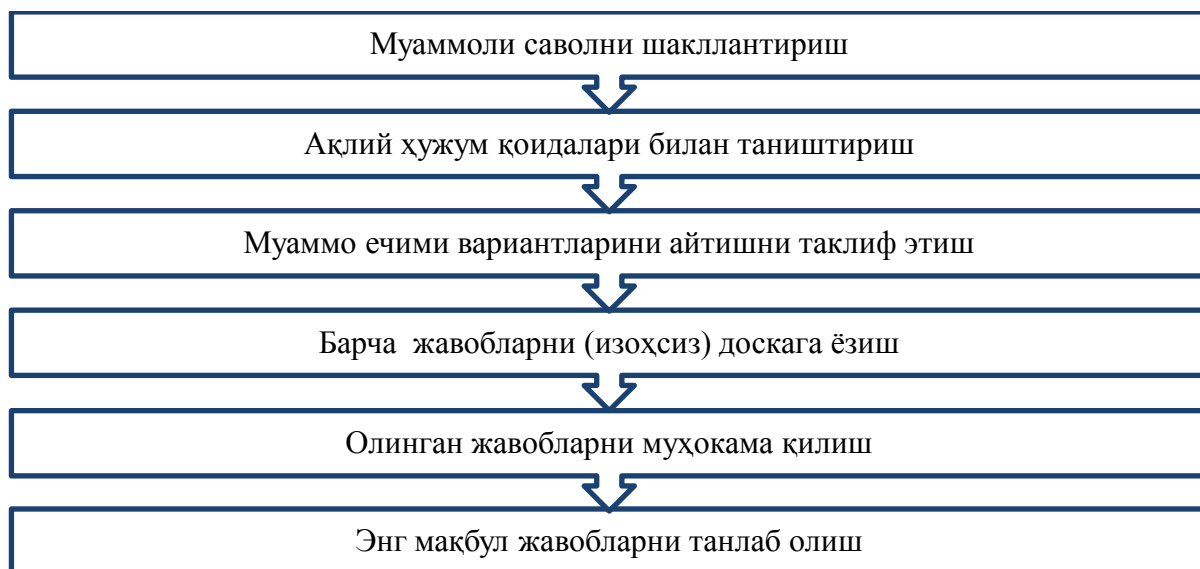 Муаммоли саволни шакллантириш
Ақлий ҳужум қоидалари билан таништириш
Муаммо ечими вариантларини айтишни таклиф этиш
Барча жавобларни (изоҳсиз) доскага ёзиш
Олинган жавобларни муҳокама қилиш
Энг мақбул жавобларни танлаб олиш